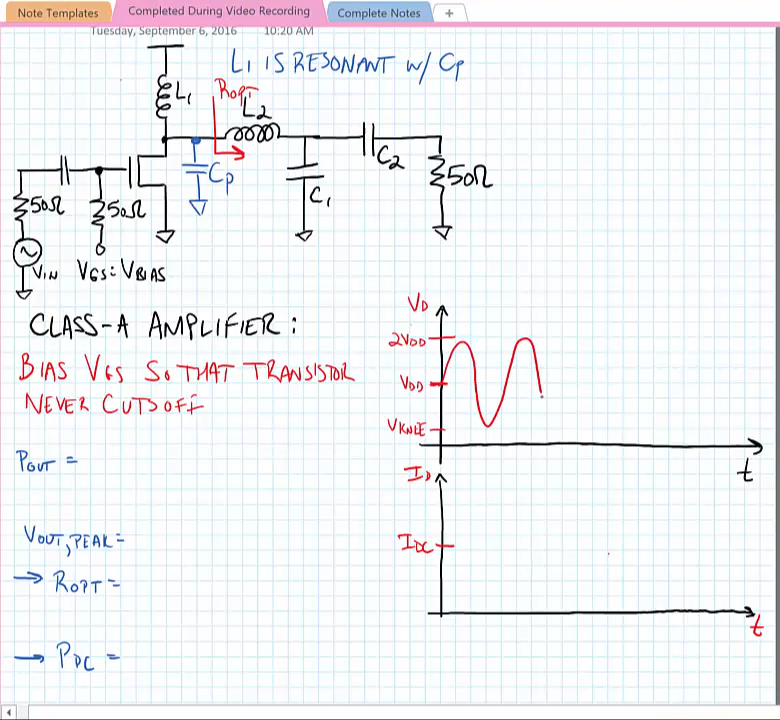 Note Templates
Completed During Video Recording
Complete Notes
+
Tuesday, September 6, 2016 10:20 AM
L1 IS RESONANT W/ CP
L1
ROPT
L2
CP
C1
C2
50Ω
50Ω
50Ω
VIN VGS=VBIAS
CLASS-A AMPLIFIER:
BIAS VGS SO THAT TRANSISTOR
NEVER CUTS OFF
POUT =
VOUT,PEAK=
→ ROPT =
→ PDC =
VD
2VDD
VDD
VKNEE
t
ID
IDC
t